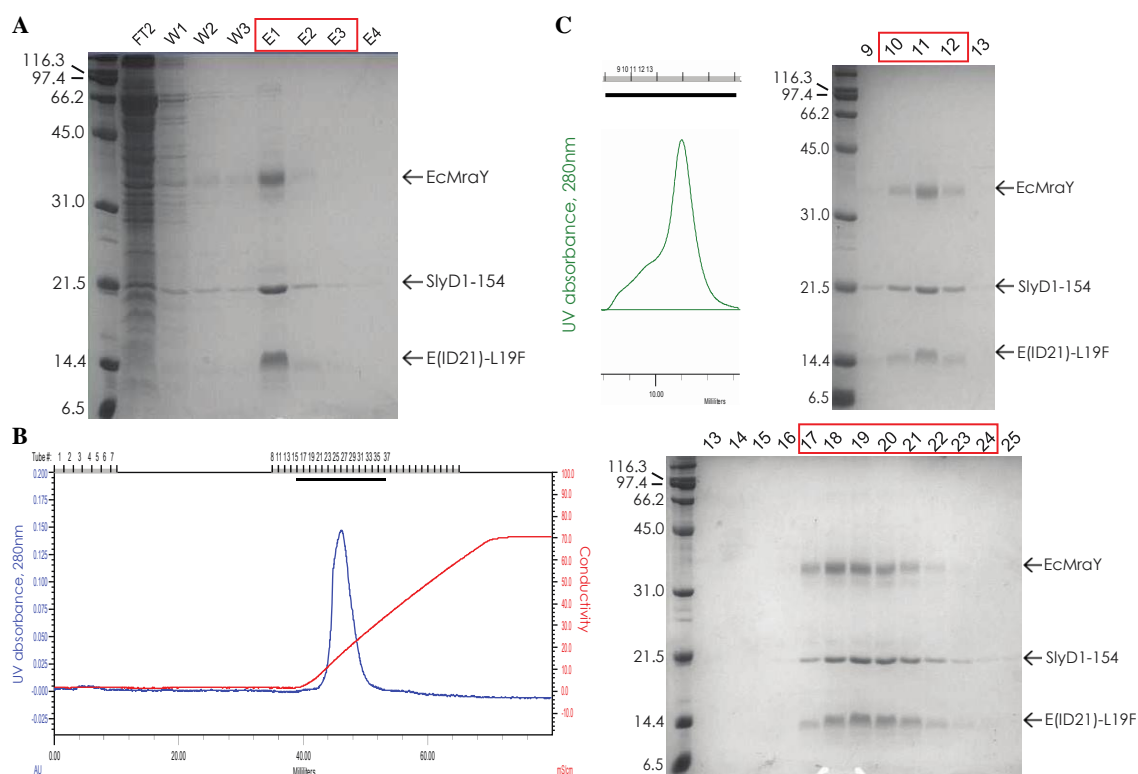 A
FT2 W1 W2 W3 E1 E2 E3 E4
116.3
97.4
66.2
45.0
31.0
21.5
14.4
6.5
EcMraY
SlyD1-154
E(ID21)-L19F
B
Tube #: 1 2 3 4 5 6 7 8 11 13 15 17 19 21 23 25 27 29 31 33 35 37
UV absorbance, 280nm
0.200
0.175
0.150
0.125
0.100
0.075
0.050
0.025
-0.000
-0.025
AU
0.00 20.00 40.00 60.00
Milliliters
100.0
90.0
80.0
70.0
60.0
50.0
40.0
30.0
20.0
10.0
0.0
-10.0
mS/cm
Conductivity
C
9 10 11 12 13
UV absorbance, 280nm
10.00
Milliliters
9 10 11 12 13
116.3
97.4
66.2
45.0
31.0
21.5
14.4
6.5
EcMraY
SlyD1-154
E(ID21)-L19F
13 14 15 16 17 18 19 20 21 22 23 24 25
116.3
97.4
66.2
45.0
31.0
21.5
14.4
6.5
EcMraY
SlyD1-154
E(ID21)-L19F